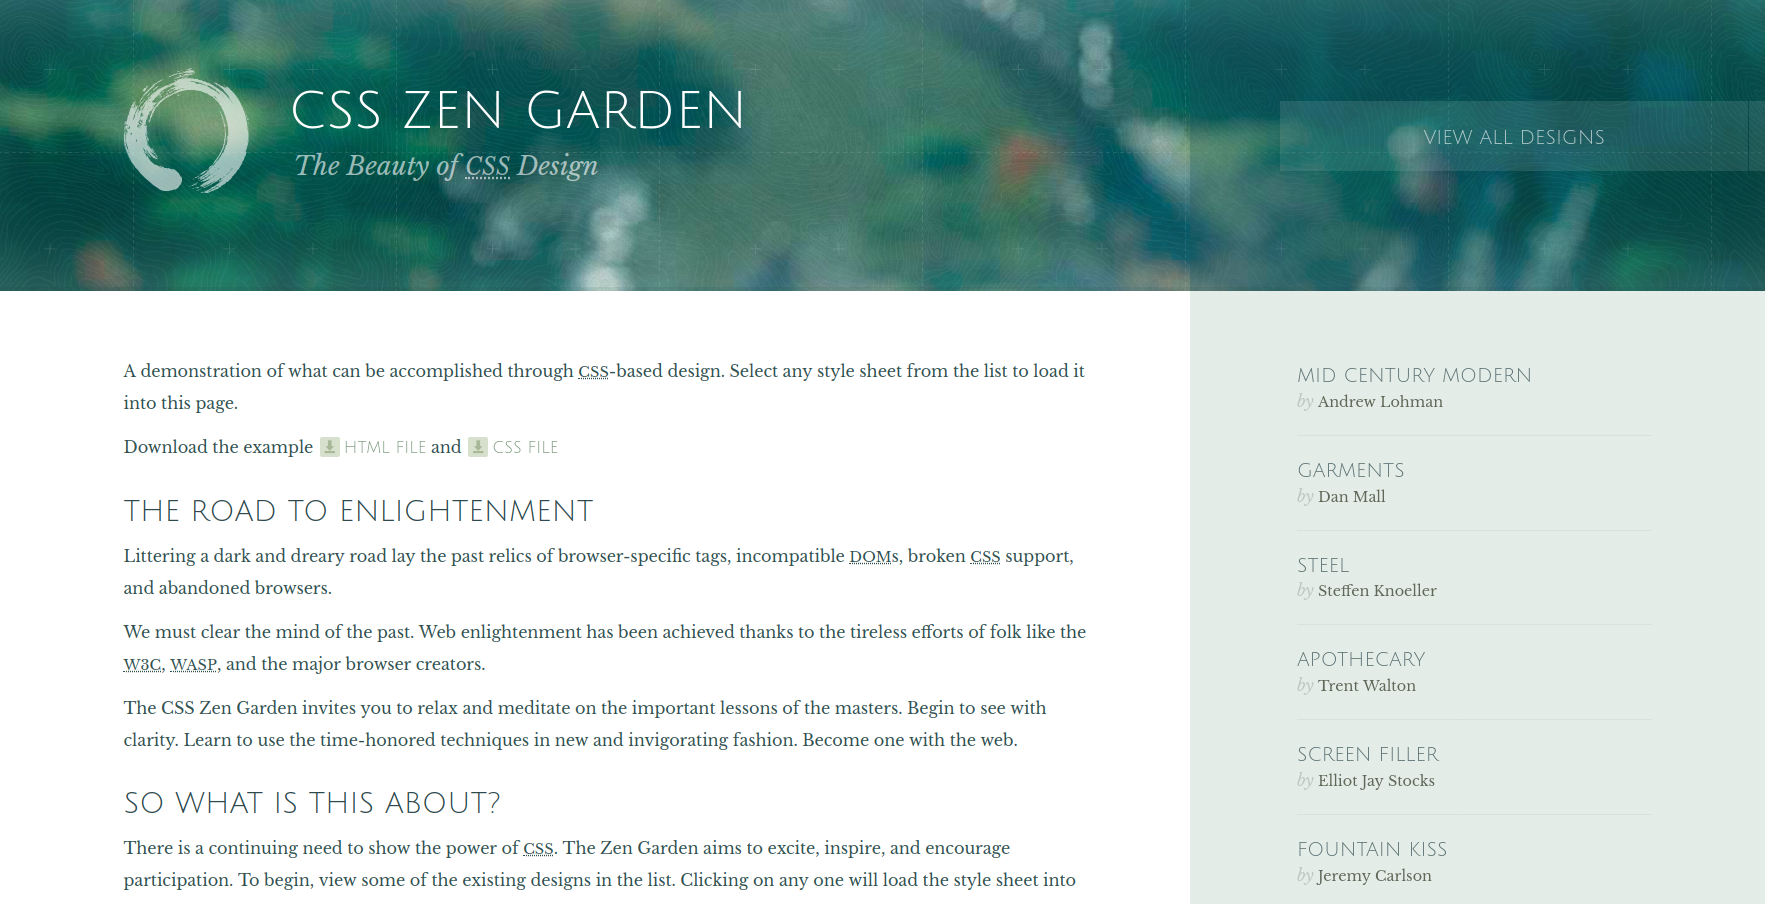 CSS ZEN GARDEN
The Beauty of CSS Design
VIEW ALL DESIGNS
A demonstration of what can be accomplished through CSS-based design. Select any style sheet from the list to load it
into this page.
Download the example HTML FILE and CSS FILE
THE ROAD TO ENLIGHTENMENT
Littering a dark and dreary road lay the past relics of browser-specific tags, incompatible DOMs, broken CSS support,
and abandoned browsers.
We must clear the mind of the past. Web enlightenment has been achieved thanks to the tireless efforts of folk like the
W3C, WASP, and the major browser creators.
The CSS Zen Garden invites you to relax and meditate on the important lessons of the masters. Begin to see with
clarity. Learn to use the time-honored techniques in new and invigorating fashion. Become one with the web.
SO WHAT IS THIS ABOUT?
There is a continuing need to show the power of CSS. The Zen Garden aims to excite, inspire, and encourage
participation. To begin, view some of the existing designs in the list. Clicking on any one will load the style sheet into
MID CENTURY MODERN
by Andrew Lohman
GARMENTS
by Dan Mall
STEEL
by Steffen Knoeller
APOTHECARY
by Trent Walton
SCREEN FILLER
by Elliot Jay Stocks
FOUNTAIN KISS
by Jeremy Carlson